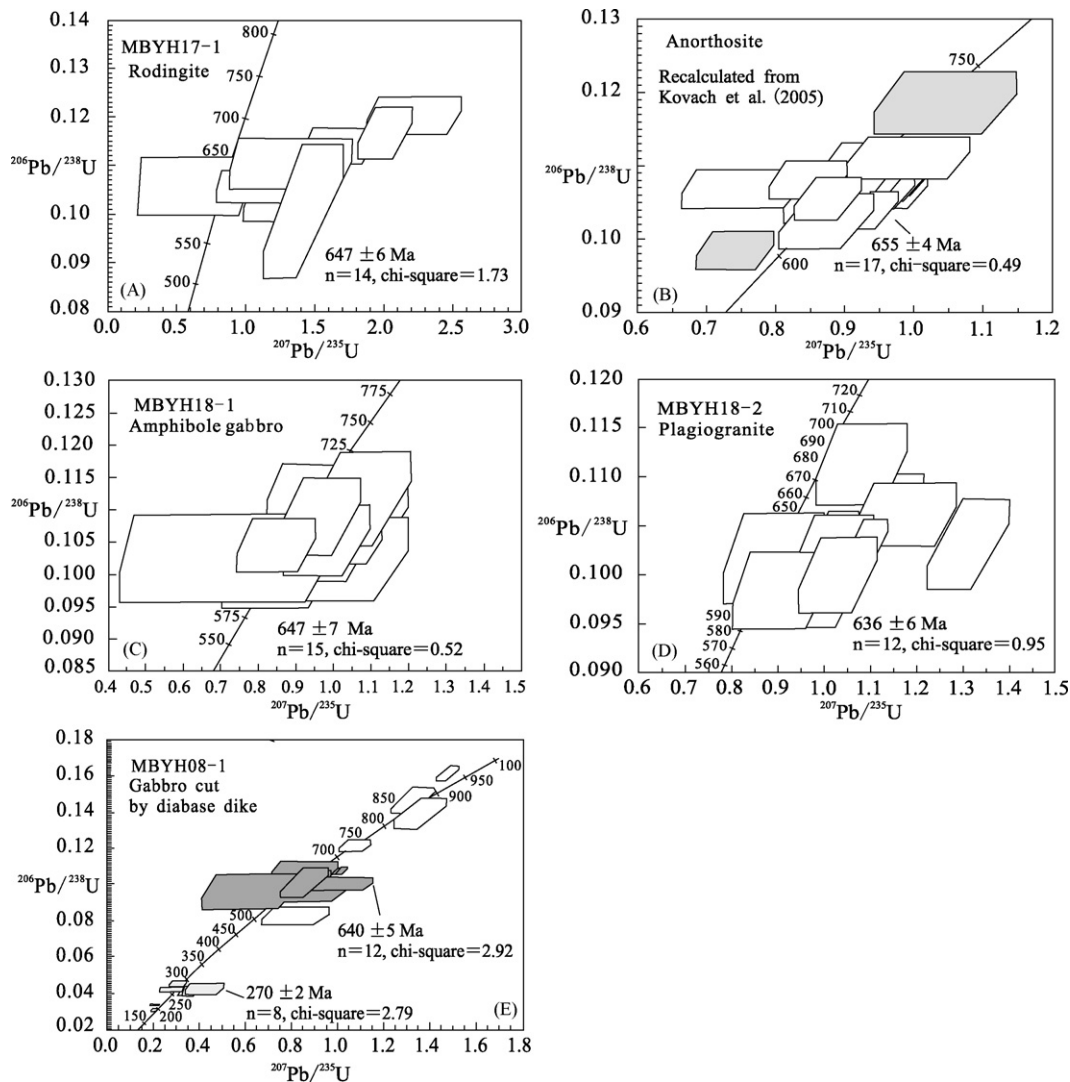 MBYH17-1
Rodingite
²⁰⁶Pb/²³⁸U
0.14
0.13
0.12
0.11
0.10
0.09
0.08
800
750
700
650
550
500
647 ±6 Ma
n=14, chi-square=1.73
(A)
0.0 0.5 1.0 1.5 2.0 2.5 3.0
²⁰⁷Pb/²³⁵U
Anorthosite
Recalculated from
Kovach et al. (2005)
²⁰⁶Pb/²³⁸U
0.13
0.12
0.11
0.10
0.09
750
600
655 ±4 Ma
n=17, chi-square=0.49
(B)
0.6 0.7 0.8 0.9 1.0 1.1 1.2
²⁰⁷Pb/²³⁵U
MBYH18-1
Amphibole gabbro
²⁰⁶Pb/²³⁸U
0.130
0.125
0.120
0.115
0.110
0.105
0.100
0.095
0.090
0.085
775
750
725
575
550
647 ±7 Ma
n=15, chi-square=0.52
(C)
0.4 0.5 0.6 0.7 0.8 0.9 1.0 1.1 1.2 1.3 1.4 1.5
²⁰⁷Pb/²³⁵U
MBYH18-2
Plagiogranite
²⁰⁶Pb/²³⁸U
0.120
0.115
0.110
0.105
0.100
0.095
0.090
720
710
700
690
680
670
660
650
590
580
570
560
636 ±6 Ma
n=12, chi-square=0.95
(D)
0.6 0.7 0.8 0.9 1.0 1.1 1.2 1.3 1.4 1.5
²⁰⁷Pb/²³⁵U
MBYH08-1
Gabbro cut
by diabase dike
²⁰⁶Pb/²³⁸U
0.18
0.16
0.14
0.12
0.10
0.08
0.06
0.04
0.02
100
950
900
850
800
750
700
500
450
400
350
300
250
200
150
640 ±5 Ma
n=12, chi-square=2.92
270 ±2 Ma
n=8, chi-square=2.79
(E)
0.0 0.2 0.4 0.6 0.8 1.0 1.2 1.4 1.6 1.8
²⁰⁷Pb/²³⁵U